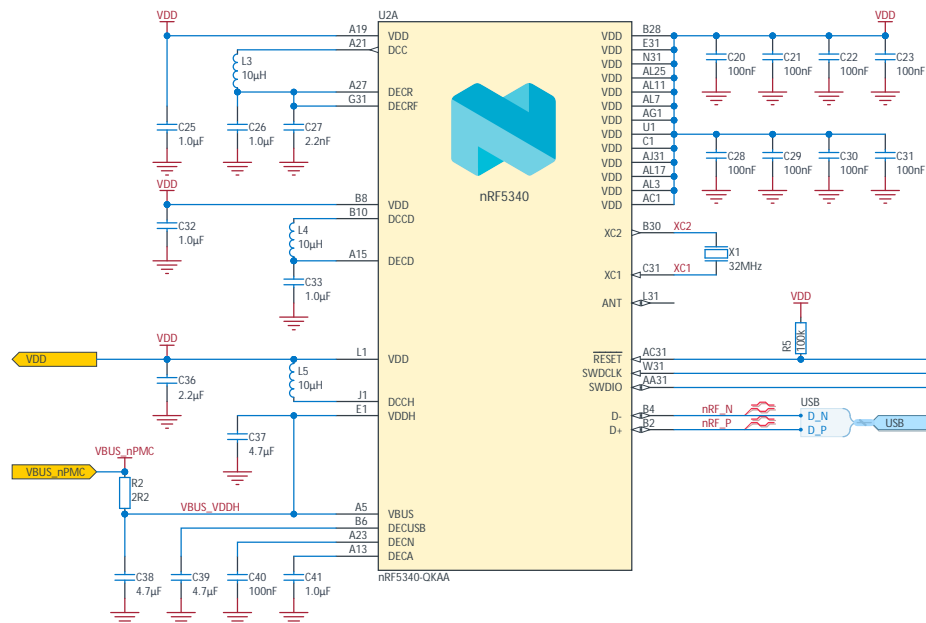 U2A
VDD
A19 VDD
A21 DCC
L3
10µH
A27 DECR
G31 DECRF
C25
1.0µF
C26
1.0µF
C27
2.2nF
VDD
B8 VDD
B10 DCCD
C32
1.0µF
L4
10µH
A15 DECD
C33
1.0µF
VDD
VDD
L1 VDD
C36
2.2µF
L5
10µH
J1 DCCH
E1 VDDH
C37
4.7µF
VBUS_nPMC
VBUS_nPMC
R2
2R2
VBUS_VDDH
A5 VBUS
B6 DECUSB
A23 DECN
A13 DECA
C38
4.7µF
C39
4.7µF
C40
100nF
C41
1.0µF
nRF5340
nRF5340-QKAA
VDD B28
VDD E31
VDD N31
VDD AL25
VDD AL11
VDD AL7
VDD AG1
VDD U1
VDD C1
VDD AJ31
VDD AL17
VDD AL3
VDD AC1
VDD
C20
100nF
C21
100nF
C22
100nF
C23
100nF
C28
100nF
C29
100nF
C30
100nF
C31
100nF
XC2 B30 XC2
X1
32MHz
XC1 C31 XC1
ANT L31
VDD
R5
100k
RESET AC31
SWDCLK W31
SWDIO AA31
D- B4 nRF_N
D+ B2 nRF_P
USB
D_N
D_P
USB